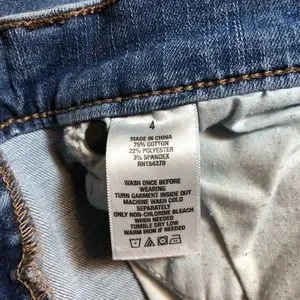 4
MADE IN CHINA
75% COTTON
22% POLYESTER
3% SPANDEX
RN154379
WASH ONCE BEFORE
WEARING
TURN GARMENT INSIDE OUT
MACHINE WASH COLD
SEPARATELY
ONLY NON-CHLORINE BLEACH
WHEN NEEDED
TUMBLE DRY LOW
WARM IRON IF NEEDED